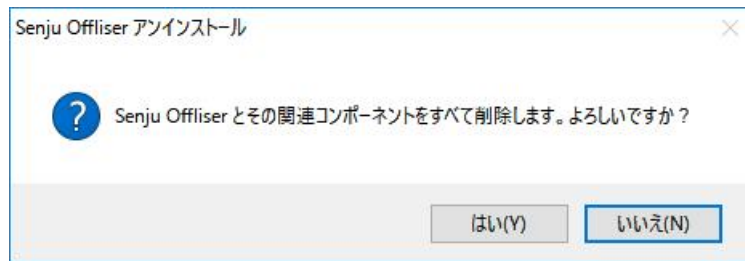 Senju Offliser アンインストール
Senju Offliser とその関連コンポーネントをすべて削除します。よろしいですか？
はい(Y) いいえ(N)